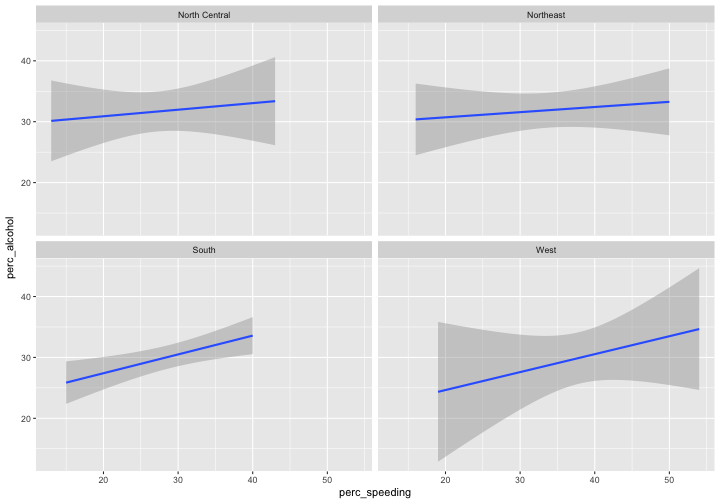 North Central
Northeast
40
30
20
South
West
40
30
20
perc_alcohol
20 30 40 50
20 30 40 50
perc_speeding